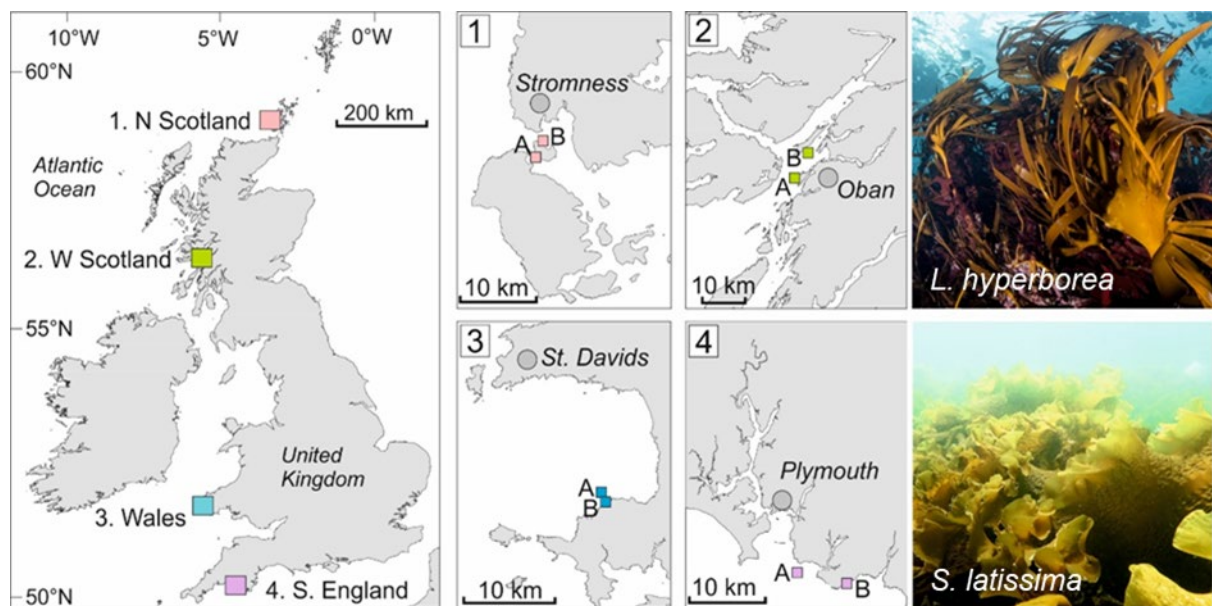 10°W
5°W
0°W
60°N
200 km
1. N Scotland
Atlantic
Ocean
2. W Scotland
55°N
United
Kingdom
3. Wales
4. S. England
50°N
1
Stromness
B
A
10 km
2
B
A
Oban
10 km
L. hyperborea
3
St. Davids
A
B
10 km
4
Plymouth
A
B
10 km
S. latissima